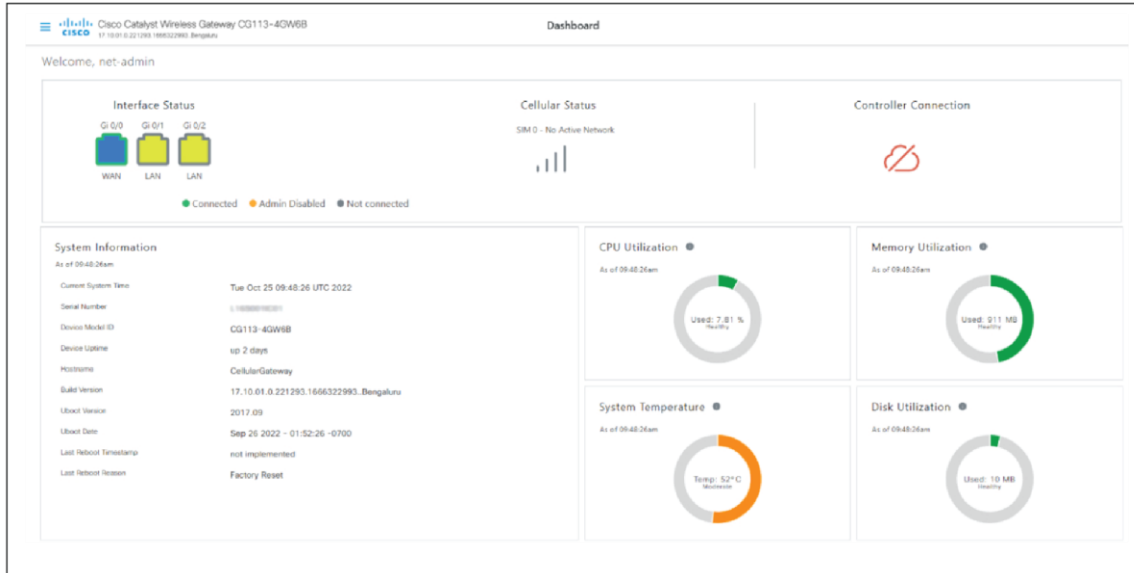 CISCO
Cisco Catalyst Wireless Gateway CG113-4GW6B
17.10.01.0.221293.1666322993..Bengaluru
Dashboard
Welcome, net-admin
Interface Status
Gi 0/0 Gi 0/1 Gi 0/2
WAN LAN LAN
Connected Admin Disabled Not connected
Cellular Status
SIM 0 - No Active Network
Controller Connection
System Information
As of 09:48:26am
Current System Time Tue Oct 25 09:48:26 UTC 2022
Serial Number
Device Model ID CG113-4GW6B
Device Uptime up 2 days
Hostname CellularGateway
Build Version 17.10.01.0.221293.1666322993..Bengaluru
Uboot Version 2017.09
Uboot Date Sep 26 2022 - 01:52:26 -0700
Last Reboot Timestamp not implemented
Last Reboot Reason Factory Reset
CPU Utilization
As of 09:48:26am
Used: 7.81 %
Healthy
Memory Utilization
As of 09:48:26am
Used: 911 MB
Healthy
System Temperature
As of 09:48:26am
Temp: 52°C
Moderate
Disk Utilization
As of 09:48:26am
Used: 10 MB
Healthy